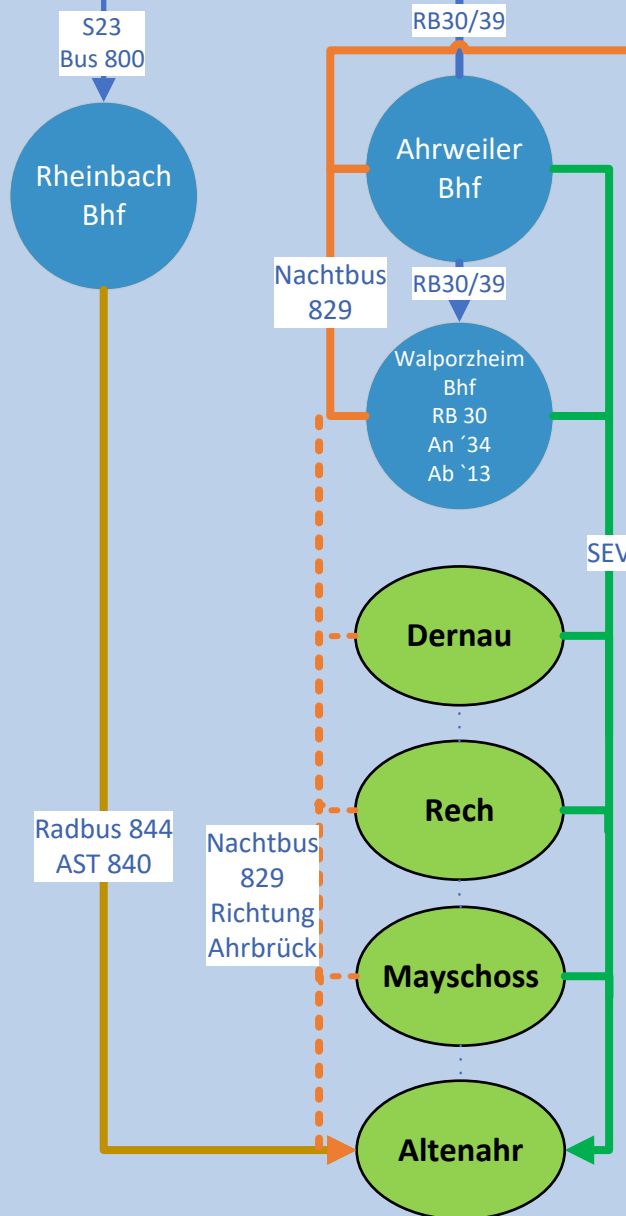 S23
Bus 800
RB30/39
Rheinbach
Bhf
Ahrweiler
Bhf
Nachtbus
829
RB30/39
Walporzheim
Bhf
RB 30
An ´34
Ab `13
SEV
Dernau
Rech
Radbus 844
AST 840
Nachtbus
829
Richtung
Ahrbrück
Mayschoss
Altenahr